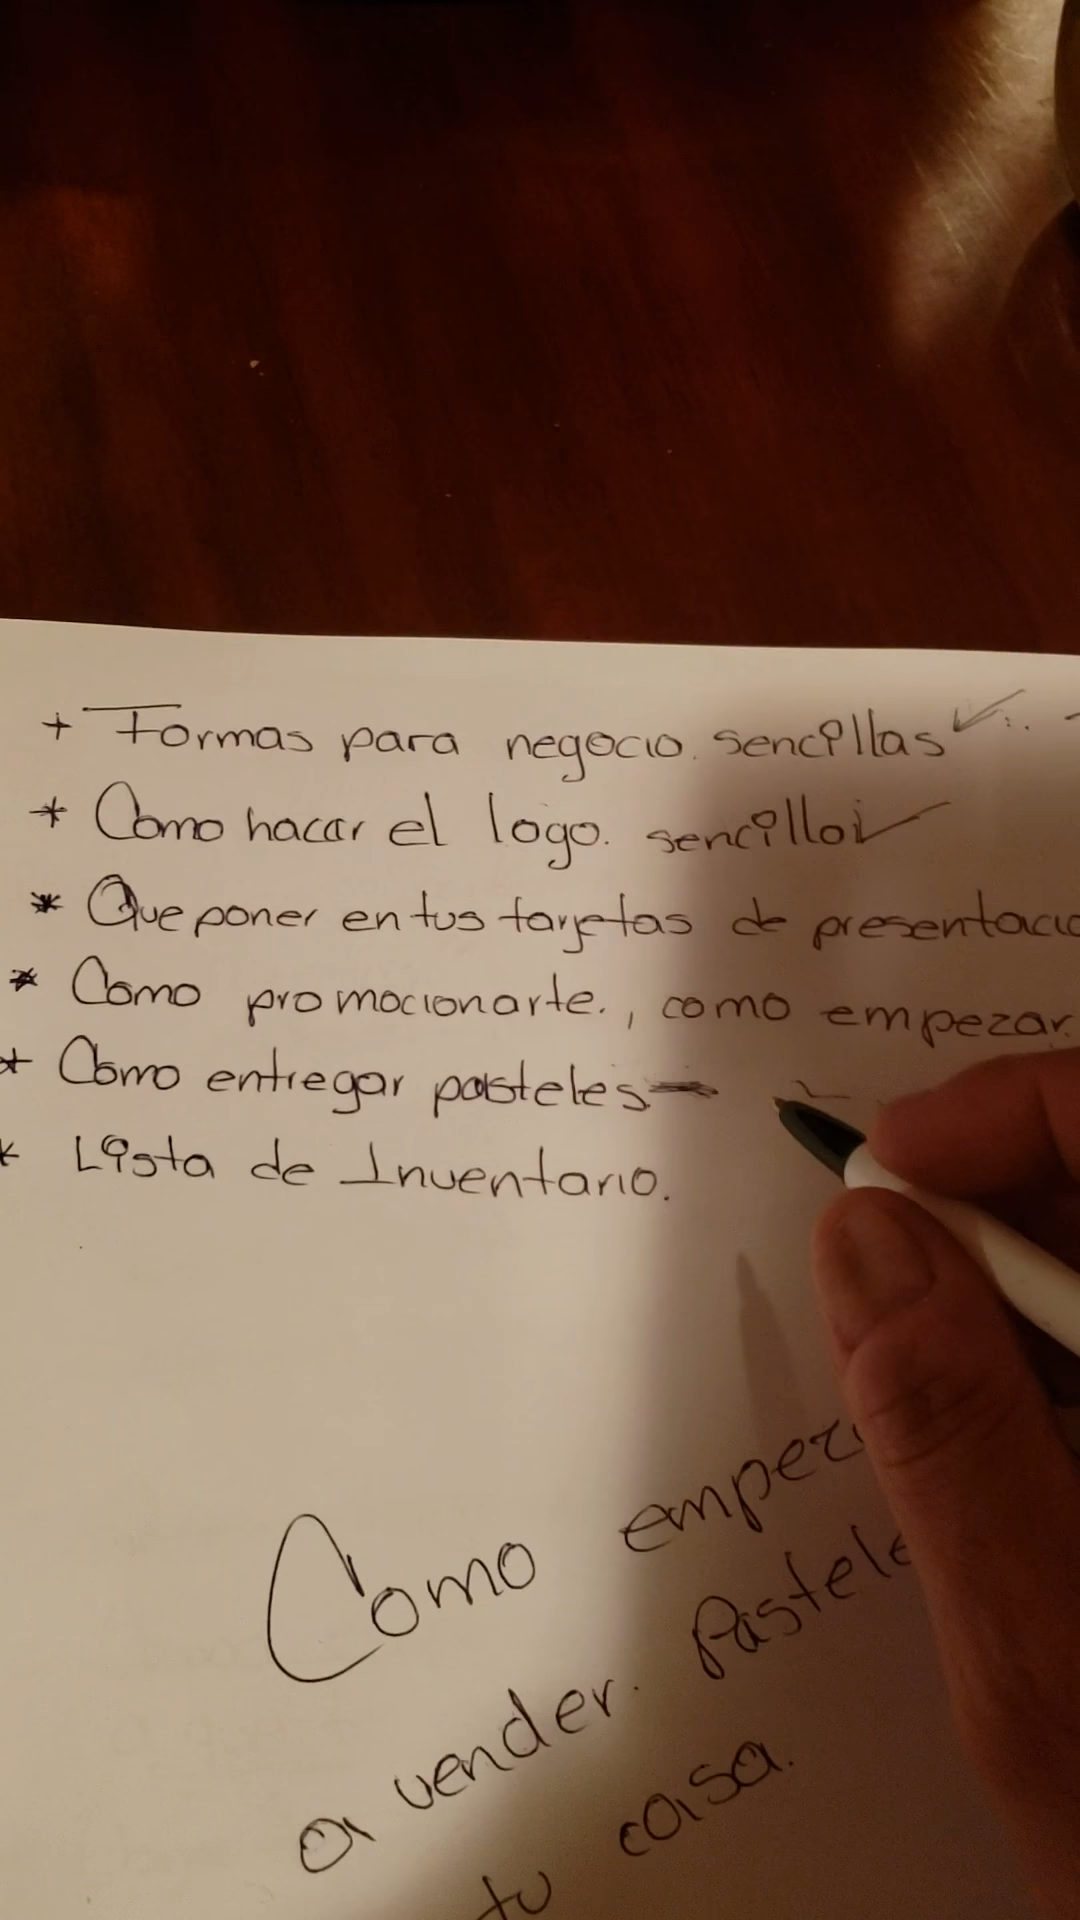 + Formas para negocio. sencillas ✓
* Como hacar el logo. sencillo ✓
* Que poner en tus tarjetas de
* Como promocionarte., como empezar.
* Como entregar pasteles
* Lista de Inventario.
Como
a vender.
tu casa.